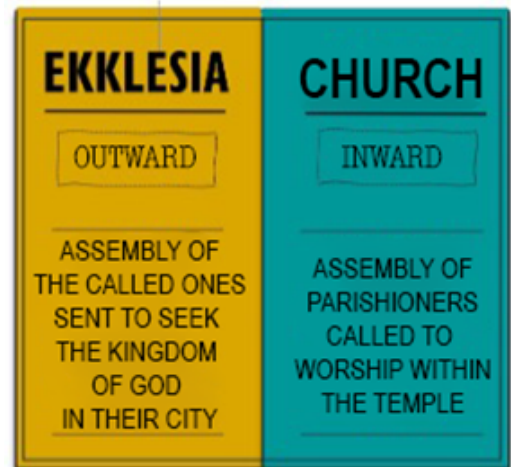 EKKLESIA
OUTWARD
ASSEMBLY OF
THE CALLED ONES
SENT TO SEEK
THE KINGDOM
OF GOD
IN THEIR CITY
CHURCH
INWARD
ASSEMBLY OF
PARISHIONERS
CALLED TO
WORSHIP WITHIN
THE TEMPLE